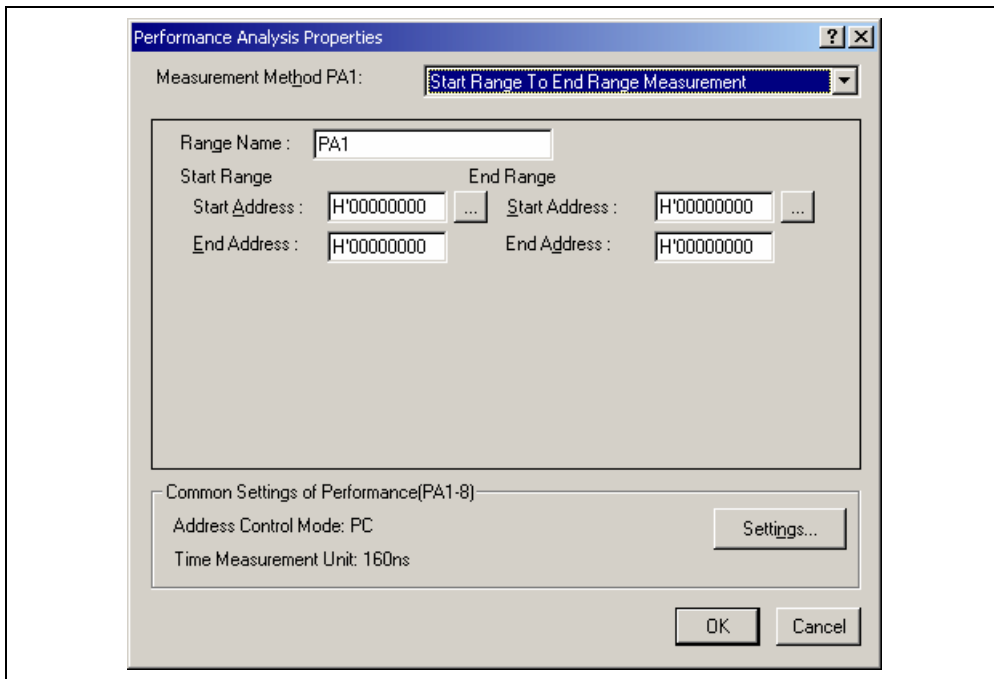 Performance Analysis Properties
Measurement Method PA1: Start Range To End Range Measurement
Range Name : PA1
Start Range End Range
Start Address : H'00000000 ... Start Address : H'00000000 ...
End Address : H'00000000 End Address : H'00000000
Common Settings of Performance(PA1-8)
Address Control Mode: PC
Settings...
Time Measurement Unit: 160ns
OK Cancel